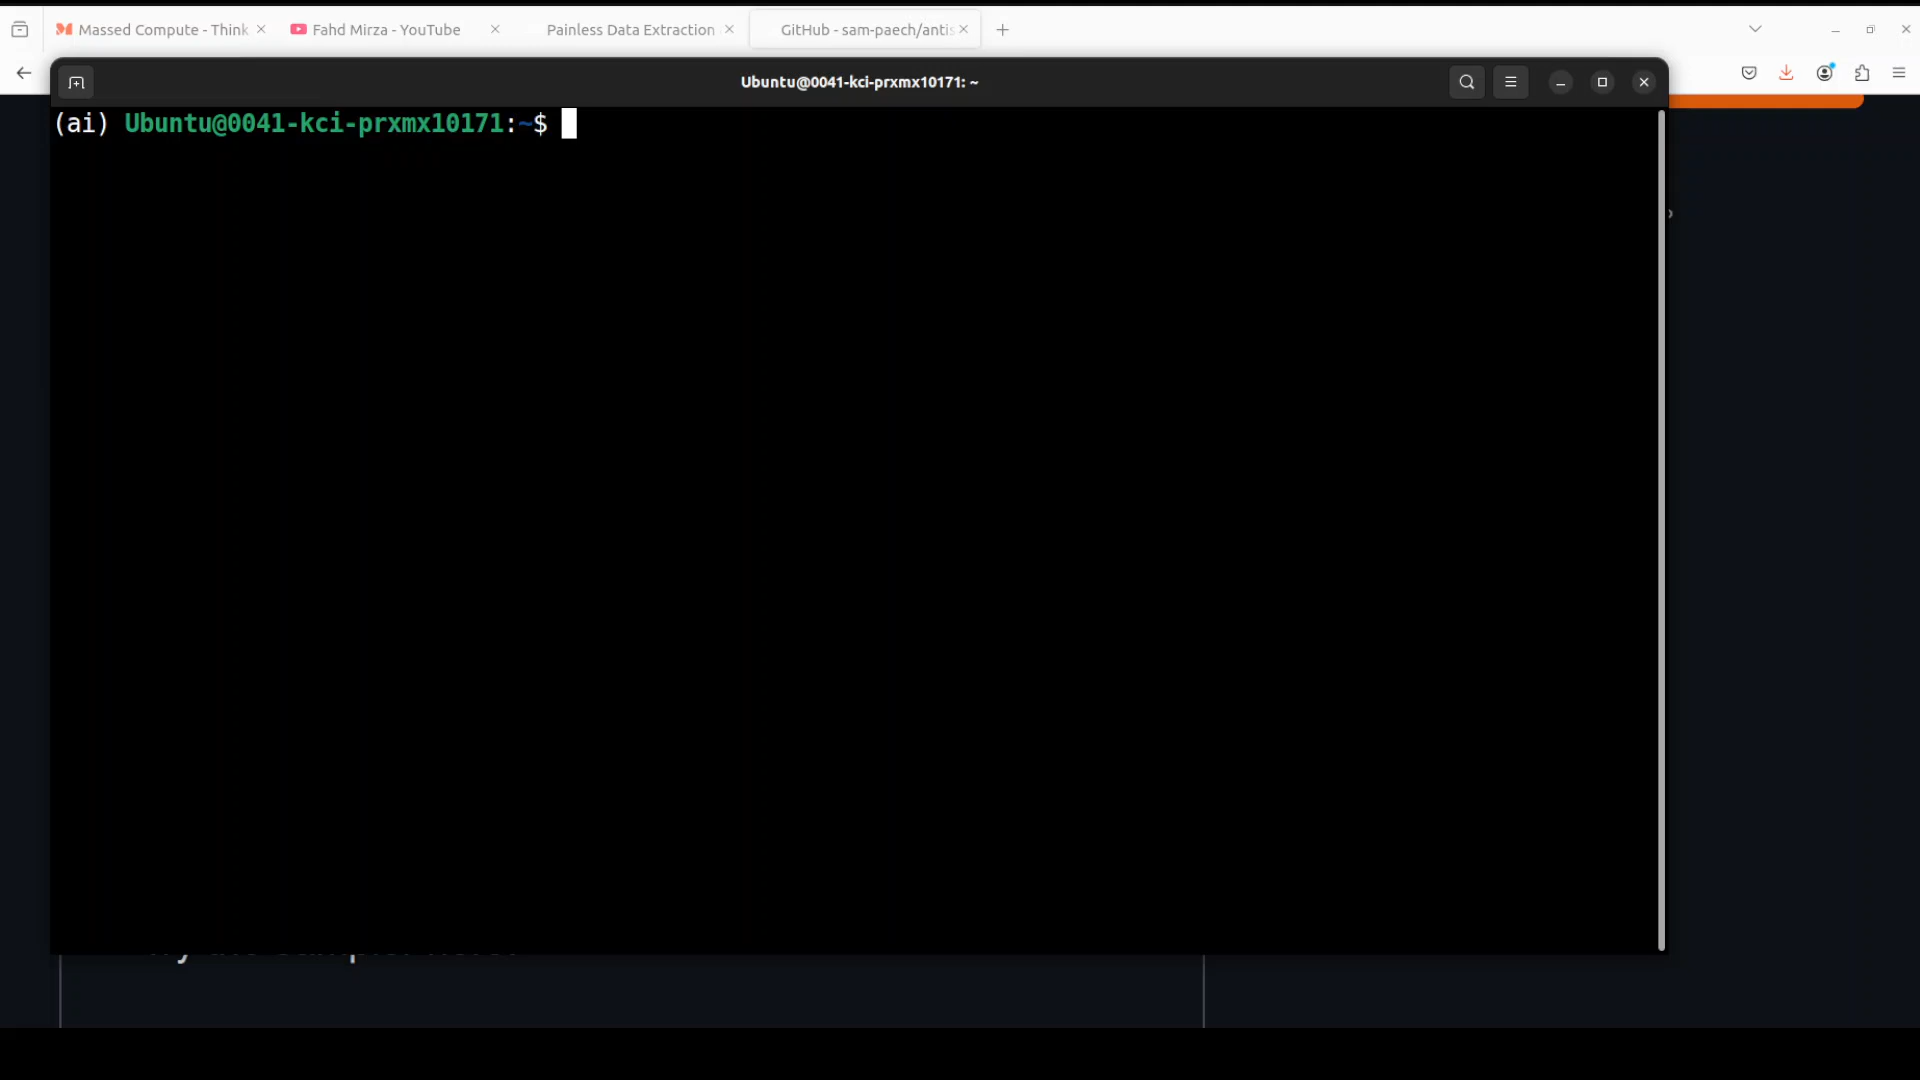 Massed Compute - Think
Fahd Mirza - YouTube
Painless Data Extraction
GitHub - sam-paech/antis
Ubuntu@0041-kci-prxmx10171: ~
(ai) Ubuntu@0041-kci-prxmx10171:~$